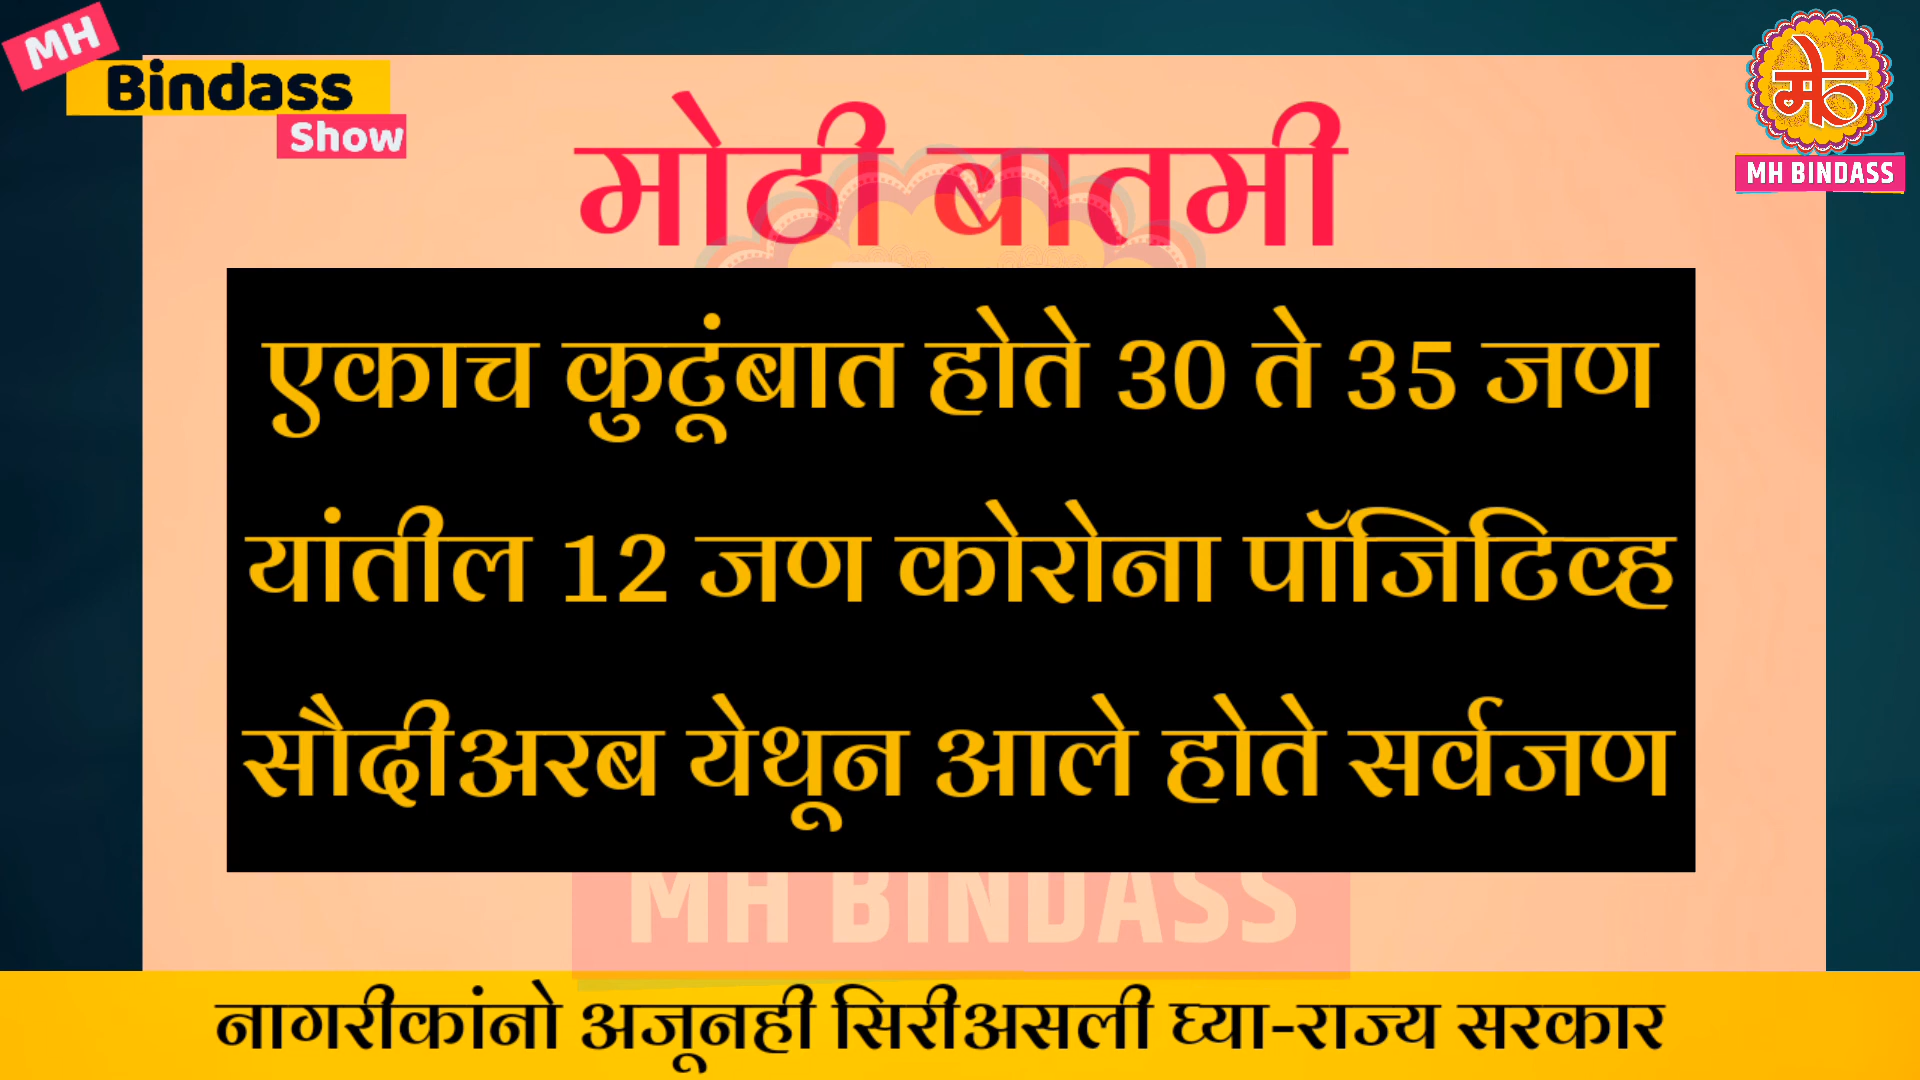 MH
Bindass
Show
मे
MH BINDASS
मोठी बातमी
एकाच कुटूंबात होते 30 ते 35 जण
यांतील 12 जण कोरोना पॉजिटिव्ह
सौदीअरब येथून आले होते सर्वजण
MH BINDASS
नागरीकांनो अजूनही सिरीअसली घ्या-राज्य सरकार